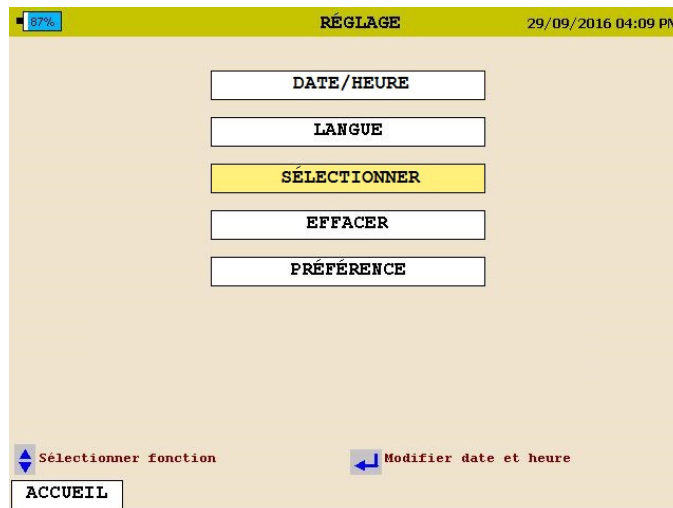 87% RÉGLAGE 29/09/2016 04:09 PM
DATE/HEURE
LANGUE
SÉLECTIONNER
EFFACER
PRÉFÉRENCE
Sélectionner fonction Modifier date et heure
ACCUEIL